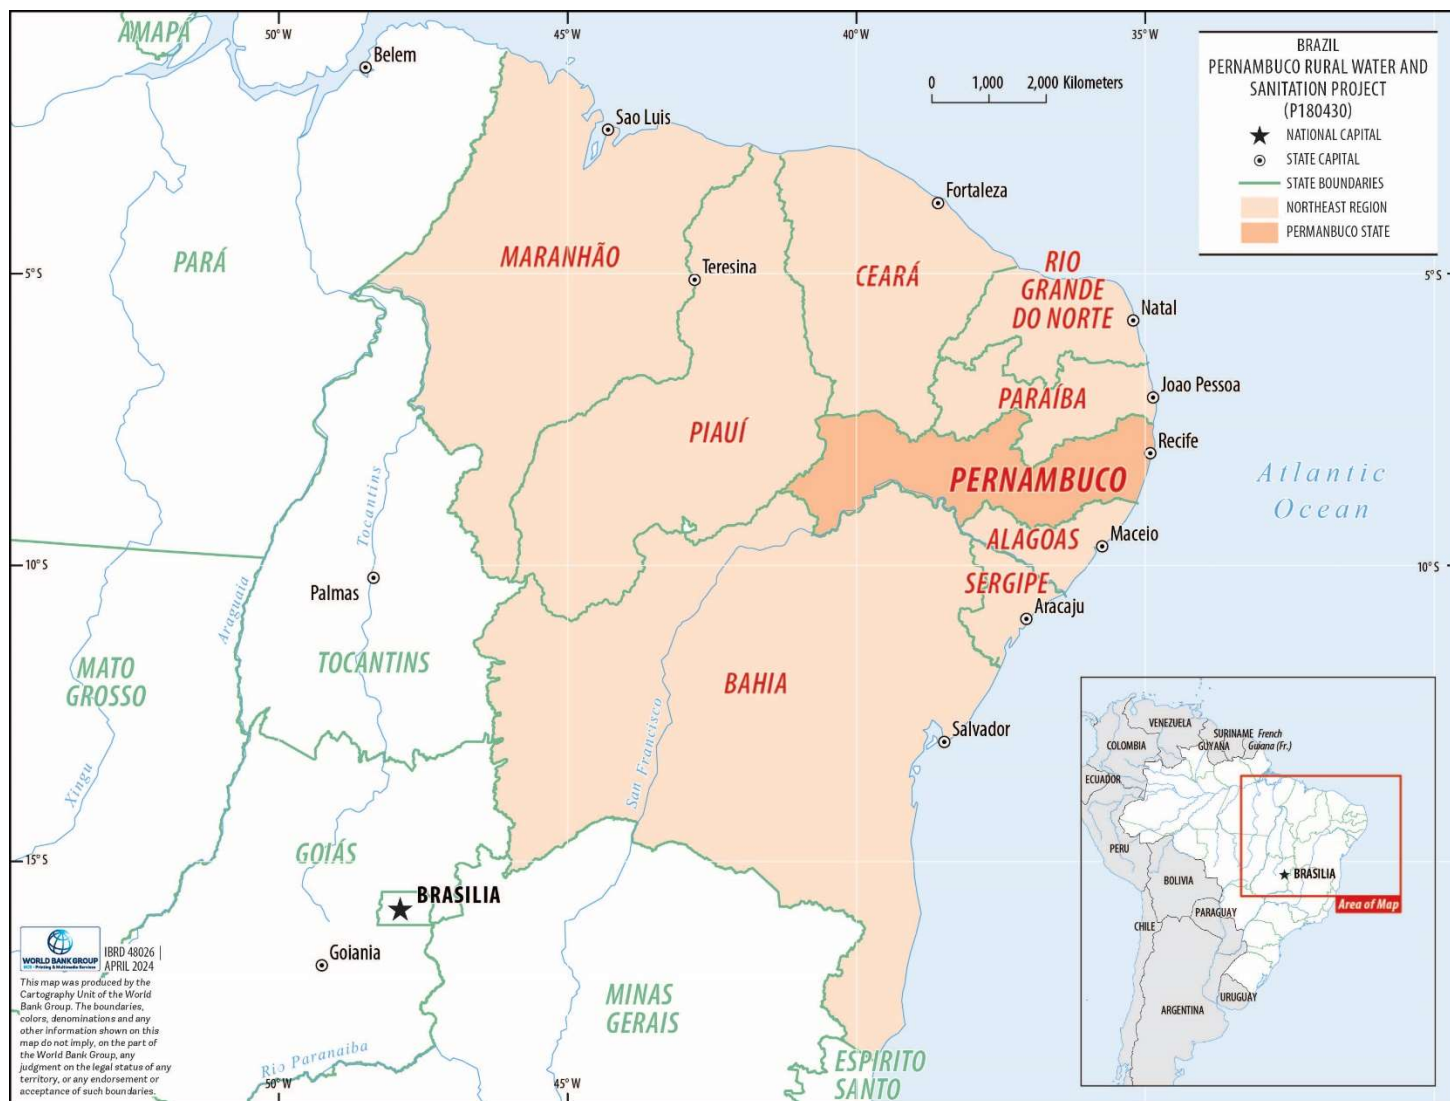 AMAPÁ
50°W
45°W
40°W
35°W
BRAZIL
PERNAMBUCO RURAL WATER AND
SANITATION PROJECT
(P180430)
NATIONAL CAPITAL
STATE CAPITAL
STATE BOUNDARIES
NORTHEAST REGION
PERMANBUCO STATE
0 1,000 2,000 Kilometers
Belem
Sao Luis
Fortaleza
PARÁ
MARANHÃO
Teresina
CEARÁ
RIO
GRANDE
DO NORTE
Natal
5°S
5°S
PARAÍBA
Joao Pessoa
PIAUÍ
Recife
PERNAMBUCO
Atlantic
Ocean
Tocantins
ALAGOAS
Maceio
10°S
10°S
SERGIPE
Aracaju
Palmas
Araguaia
TOCANTINS
MATO
GROSSO
BAHIA
San Francisco
Salvador
Xingu
GOIÁS
15°S
BRASILIA
Goiania
MINAS
GERAIS
ESPIRITO
SANTO
Rio Paranaiba
50°W
45°W
WORLD BANK GROUP
IBRD 48026 |
APRIL 2024
This map was produced by the
Cartography Unit of the World
Bank Group. The boundaries,
colors, denominations and any
other information shown on this
map do not imply, on the part of
the World Bank Group, any
judgment on the legal status of any
territory, or any endorsement or
acceptance of such boundaries.
VENEZUELA
SURINAME
French
Guiana (Fr.)
GUYANA
COLOMBIA
ECUADOR
PERU
BRASÍLIA
BOLIVIA
Area of Map
PARAGUAY
CHILE
URUGUAY
ARGENTINA